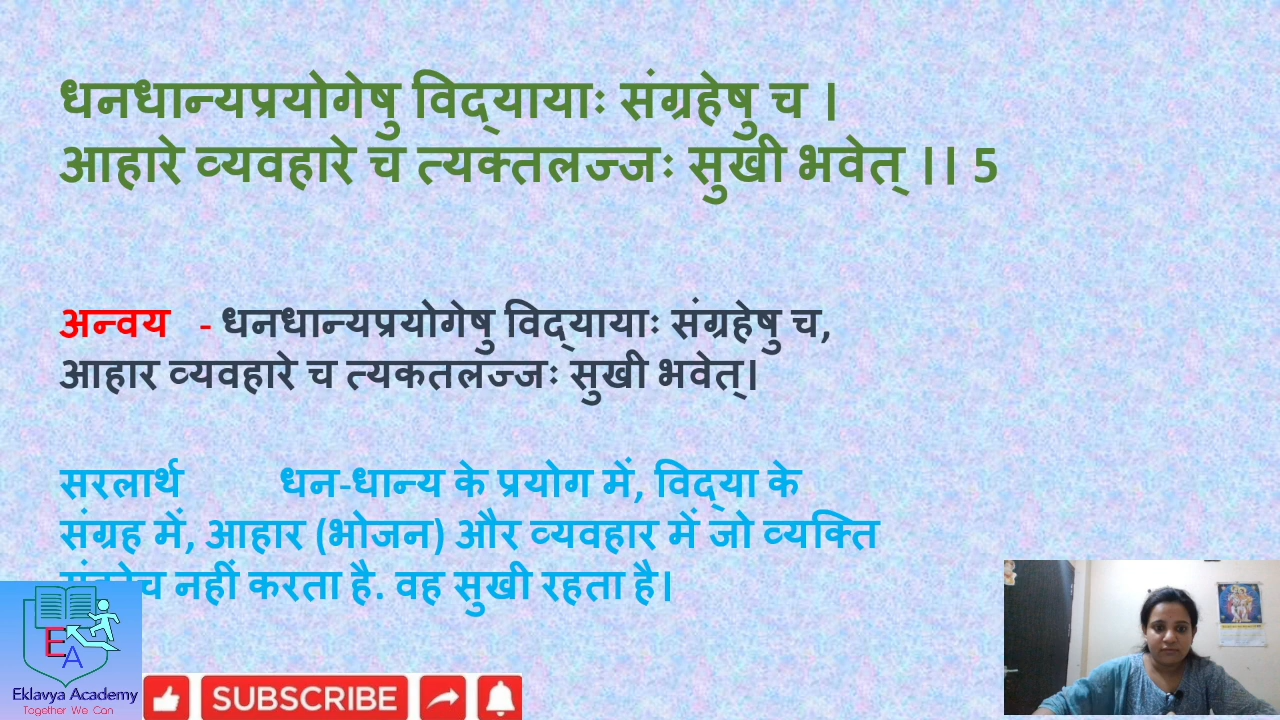 धनधान्यप्रयोगेषु विद्यायाः संग्रहेषु च ।
आहारे व्यवहारे च त्यक्तलज्जः सुखी भवेत् ।। 5
अन्वय - धनधान्यप्रयोगेषु विद्यायाः संग्रहेषु च,
आहार व्यवहारे च त्यकतलज्जः सुखी भवेत्।
सरलार्थ धन-धान्य के प्रयोग में, विद्या के
संग्रह में, आहार (भोजन) और व्यवहार में जो व्यक्ति
नहीं करता है. वह सुखी रहता है।
EA
Eklavya Academy
Together We Can
SUBSCRIBE